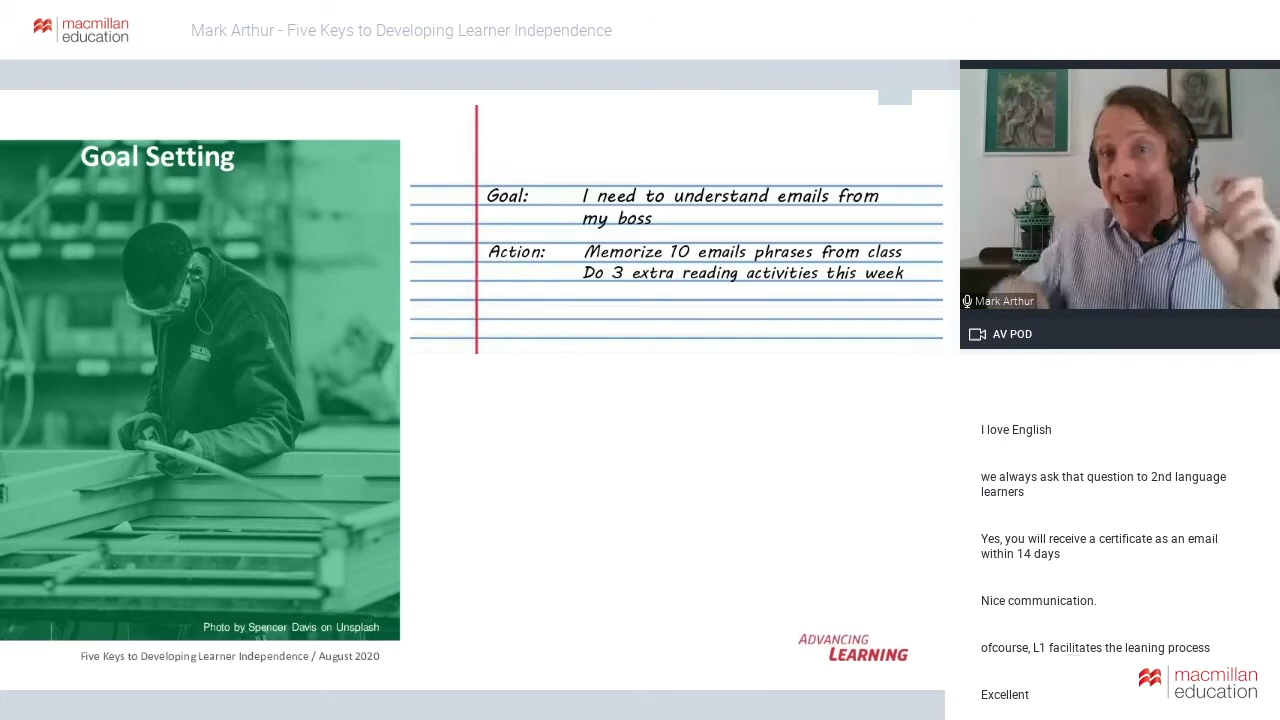 macmillan
education
Mark Arthur - Five Keys to Developing Learner Independence
Goal Setting
Goal: I need to understand emails from
my boss
Action: Memorize 10 emails phrases from class
Do 3 extra reading activities this week
Photo by Spencer Davis on Unsplash
Five Keys to Developing Learner Independence / August 2020
ADVANCING
LEARNING
Mark Arthur
AV POD
I love English
we always ask that question to 2nd language
learners
Yes, you will receive a certificate as an email
within 14 days
Nice communication.
ofcourse, L1 facilitates the leaning process
Excellent
macmillan
education